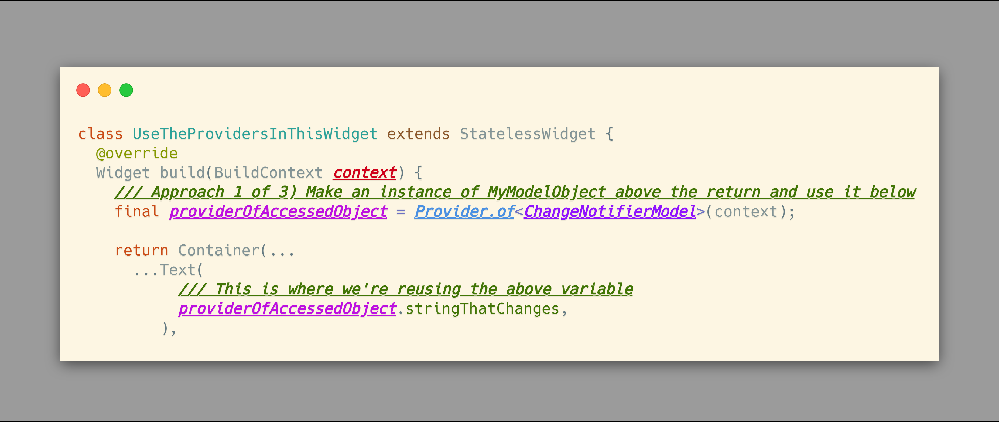 class UseTheProvidersInThisWidget extends StatelessWidget {
@override
Widget build(BuildContext context) {
/// Approach 1 of 3) Make an instance of MyModelObject above the return and use it below
final providerOfAccessedObject = Provider.of<ChangeNotifierModel>(context);
return Container(...
...Text(
/// This is where we're reusing the above variable
providerOfAccessedObject.stringThatChanges,
),